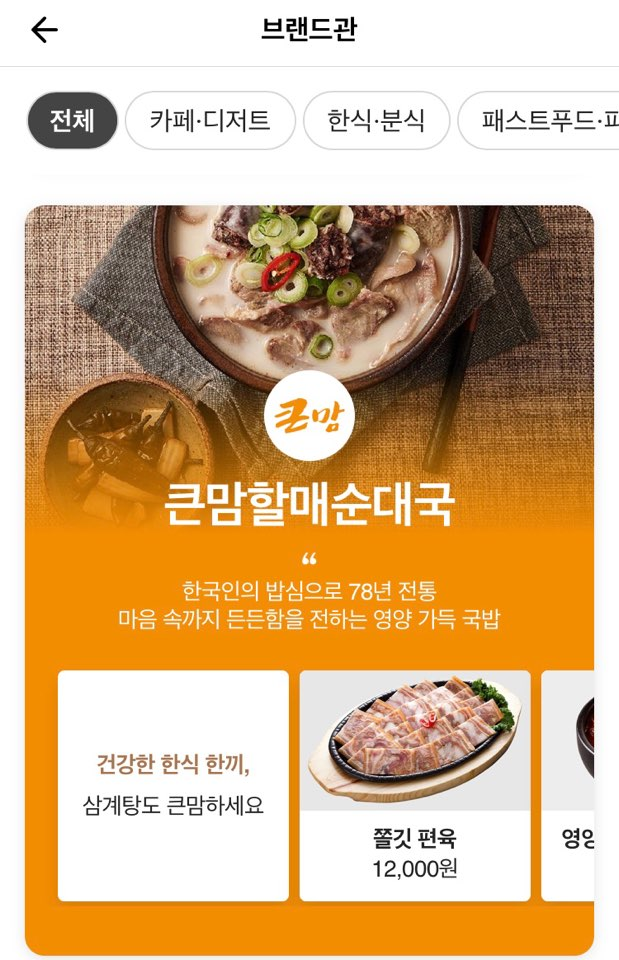 브랜드관
전체
카페·디저트
한식·분식
패스트푸드·피
큰맘
큰맘할매순대국
“
한국인의 밥심으로 78년 전통
마음 속까지 든든함을 전하는 영양 가득 국밥
건강한 한식 한끼,
삼계탕도 큰맘하세요
쫄깃 편육
12,000원
영양